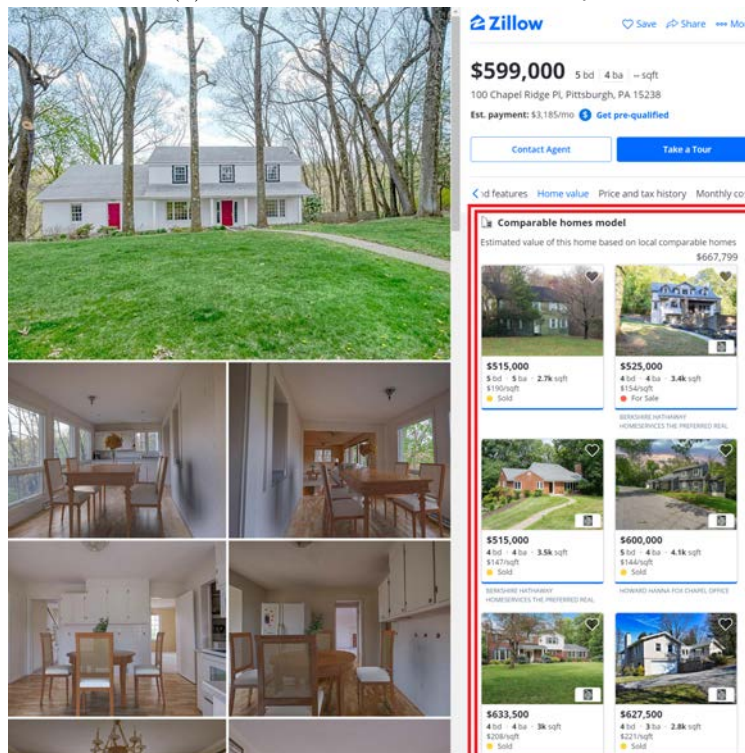 Zillow
Save Share Mor
$599,000 5 bd 4 ba -- sqft
100 Chapel Ridge Pl, Pittsburgh, PA 15238
Est. payment: $3,185/mo $ Get pre-qualified
Contact Agent Take a Tour
d features Home value Price and tax history Monthly co
Comparable homes model
Estimated value of this home based on local comparable homes
$667,799
$515,000
5 bd · 5 ba · 2.7k sqft
$190/sqft
Sold
$525,000
4 bd · 4 ba · 3.4k sqft
$154/sqft
For Sale
BERKSHIRE HATHAWAY
HOMESERVICES THE PREFERRED REAL
$515,000
4 bd · 4 ba · 3.5k sqft
$147/sqft
Sold
BERKSHIRE HATHAWAY
HOMESERVICES THE PREFERRED REAL
$600,000
5 bd · 4 ba · 4.1k sqft
$144/sqft
Sold
HOWARD HANNA FOX CHAPEL OFFICE
$633,500
4 bd · 4 ba · 3k sqft
$208/sqft
Sold
$627,500
4 bd · 3 ba · 2.8k sqft
$221/sqft
Sold